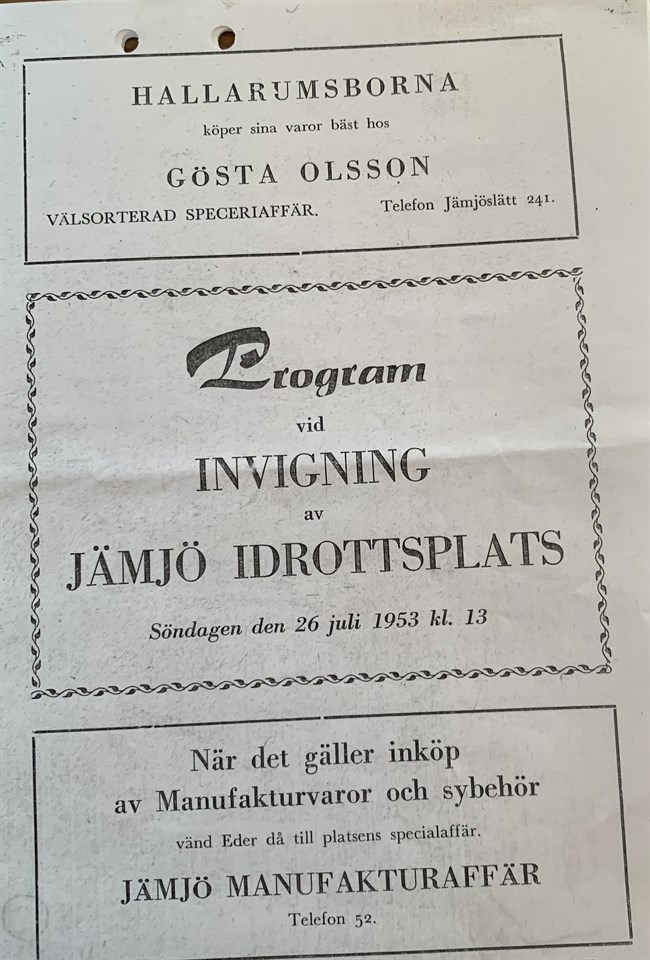 HALLARUMSBORNA
köper sina varor bäst hos
GÖSTA OLSSON
VÄLSORTERAD SPECERIAFFÄR. Telefon Jämjöslätt 241.
Program
vid
INVIGNING
av
JÄMJÖ IDROTTSPLATS
Söndagen den 26 juli 1953 kl. 13
När det gäller inköp
av Manufakturvaror och sybehör
vänd Eder då till platsens specialaffär.
JÄMJÖ MANUFAKTURAFFÄR
Telefon 52.